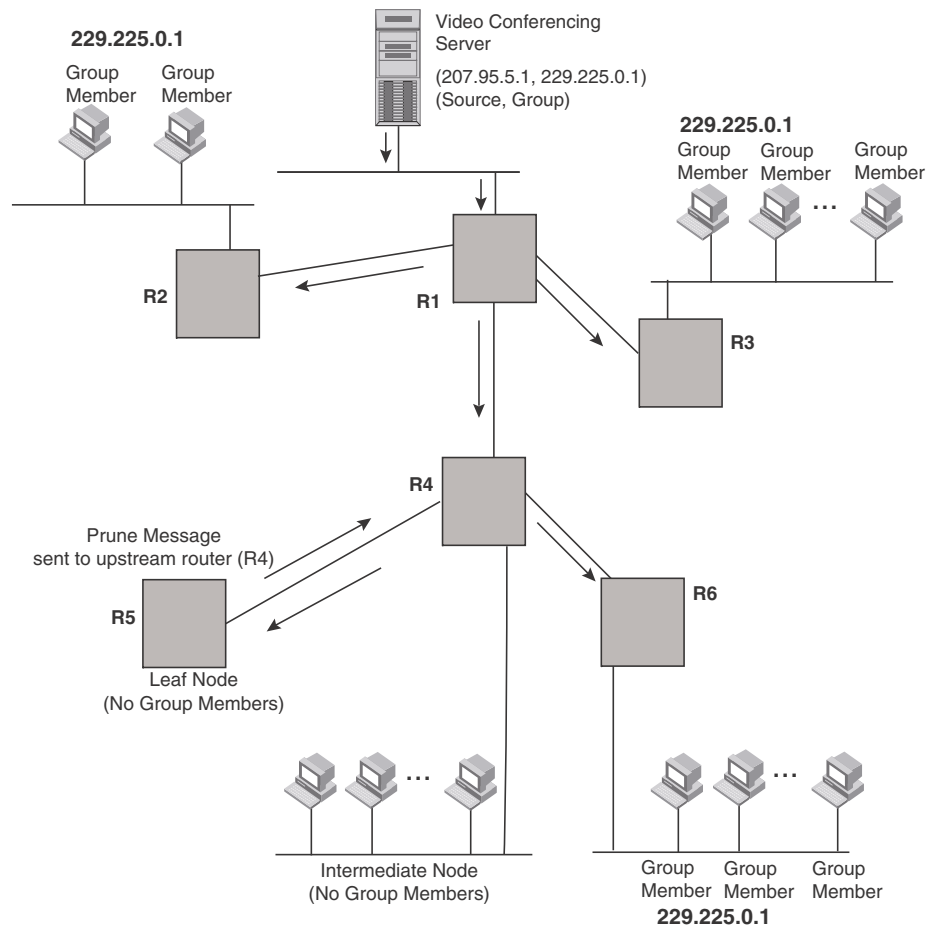 229.225.0.1
Group
Member
Group
Member
Video Conferencing
Server
(207.95.5.1, 229.225.0.1)
(Source, Group)
229.225.0.1
Group
Member
Group
Member
Group
Member
...
R2
R1
R3
R4
Prune Message
sent to upstream router (R4)
R5
Leaf Node
(No Group Members)
R6
...
Intermediate Node
(No Group Members)
...
Group
Member
Group
Member
Group
Member
229.225.0.1